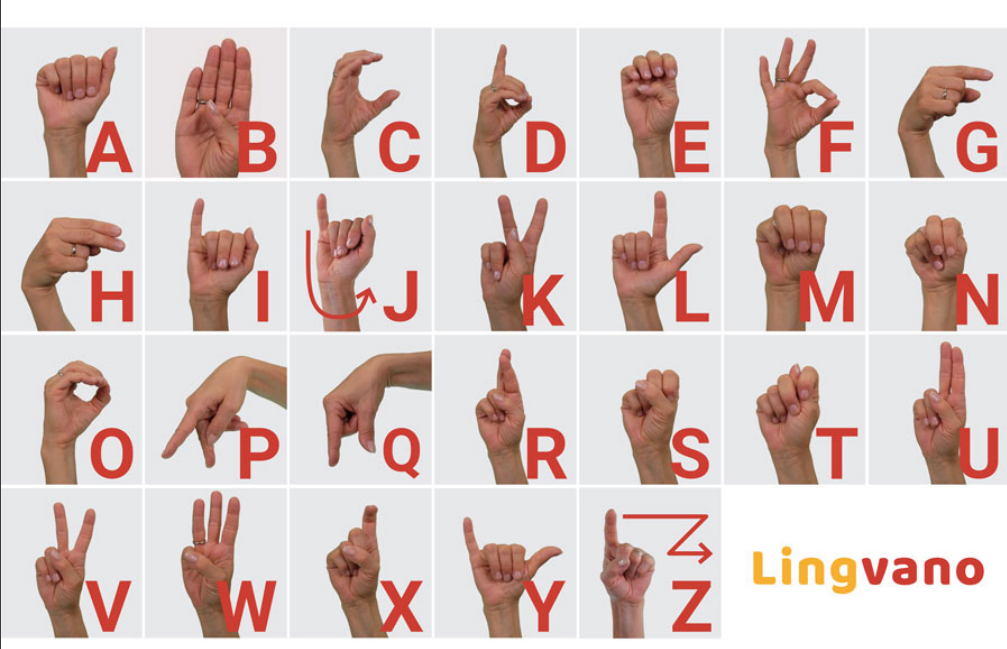 A B C D E F G
H I J K L M N
O P Q R S T U
V W X Y Z
Lingvano